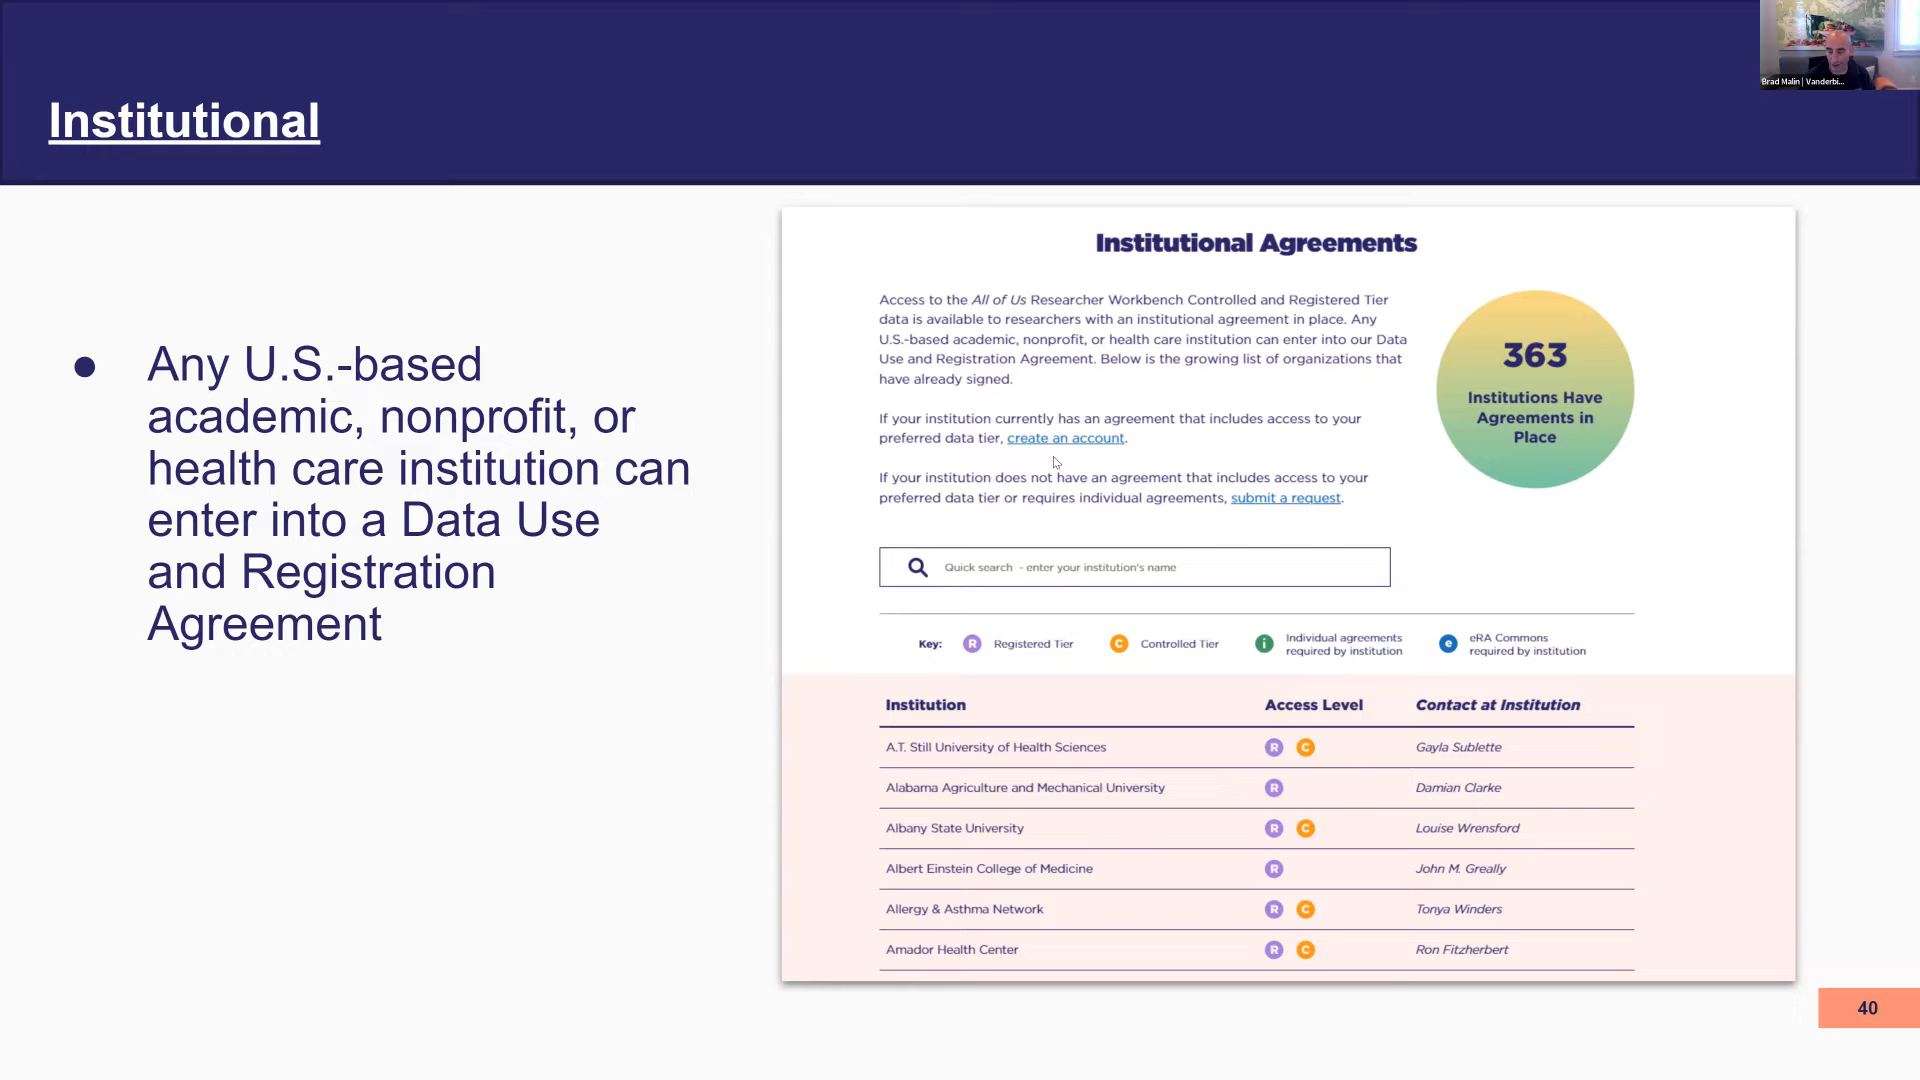 Institutional
Brad Malin | Vanderbi...
● Any U.S.-based
academic, nonprofit, or
health care institution can
enter into a Data Use
and Registration
Agreement
Institutional Agreements
Access to the All of Us Researcher Workbench Controlled and Registered Tier
data is available to researchers with an institutional agreement in place. Any
U.S.-based academic, nonprofit, or health care institution can enter into our Data
Use and Registration Agreement. Below is the growing list of organizations that
have already signed.
If your institution currently has an agreement that includes access to your
preferred data tier, create an account.
If your institution does not have an agreement that includes access to your
preferred data tier or requires individual agreements, submit a request.
363
Institutions Have
Agreements in
Place
Quick search - enter your institution's name
Key: R Registered Tier C Controlled Tier i Individual agreements
required by institution e eRA Commons
required by institution
Institution Access Level Contact at Institution
A.T. Still University of Health Sciences R C Gayla Sublette
Alabama Agriculture and Mechanical University R Damian Clarke
Albany State University R C Louise Wrensford
Albert Einstein College of Medicine R John M. Greally
Allergy & Asthma Network R C Tonya Winders
Amador Health Center R C Ron Fitzherbert
40